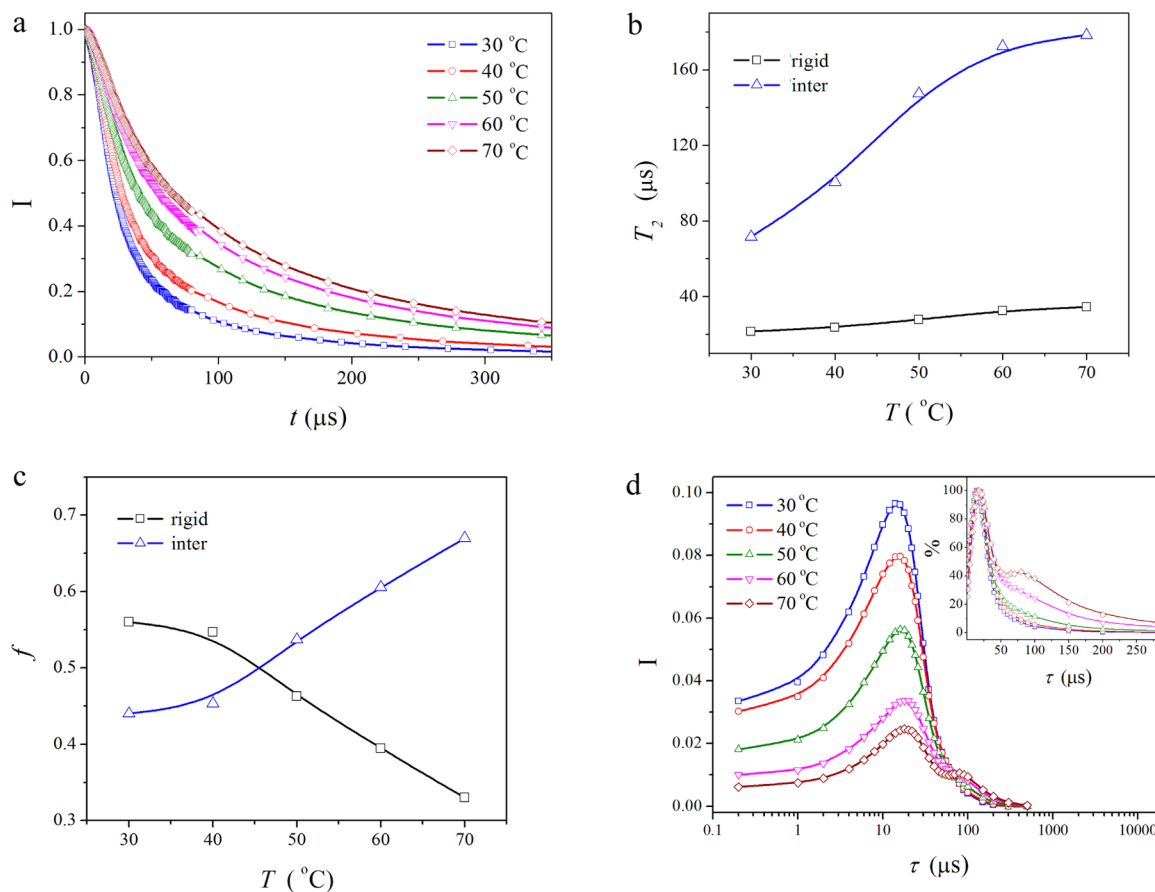 a
1.0
0.8
0.6
0.4
0.2
0.0
I
0
100
200
300
t (μs)
30 °C
40 °C
50 °C
60 °C
70 °C
b
160
120
80
40
T2 (μs)
30
40
50
60
70
T ( °C)
rigid
inter
c
0.7
0.6
0.5
0.4
0.3
f
30
40
50
60
70
T ( °C)
rigid
inter
d
0.10
0.08
0.06
0.04
0.02
0.00
I
0.1
1
10
100
1000
10000
τ (μs)
30 °C
40 °C
50 °C
60 °C
70 °C
100
80
60
40
20
0
%
50
100
150
200
250
τ (μs)